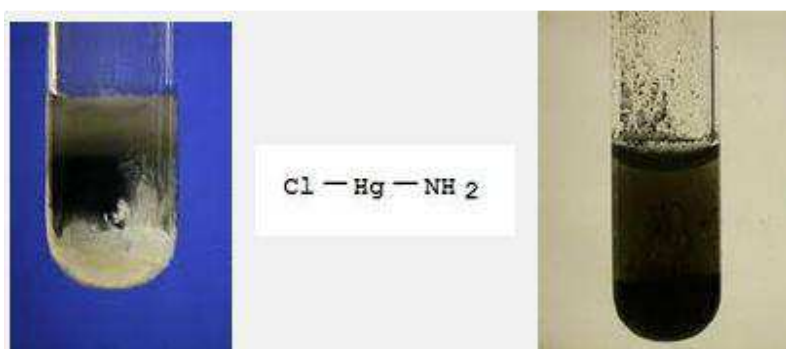 Cl — Hg — NH 2